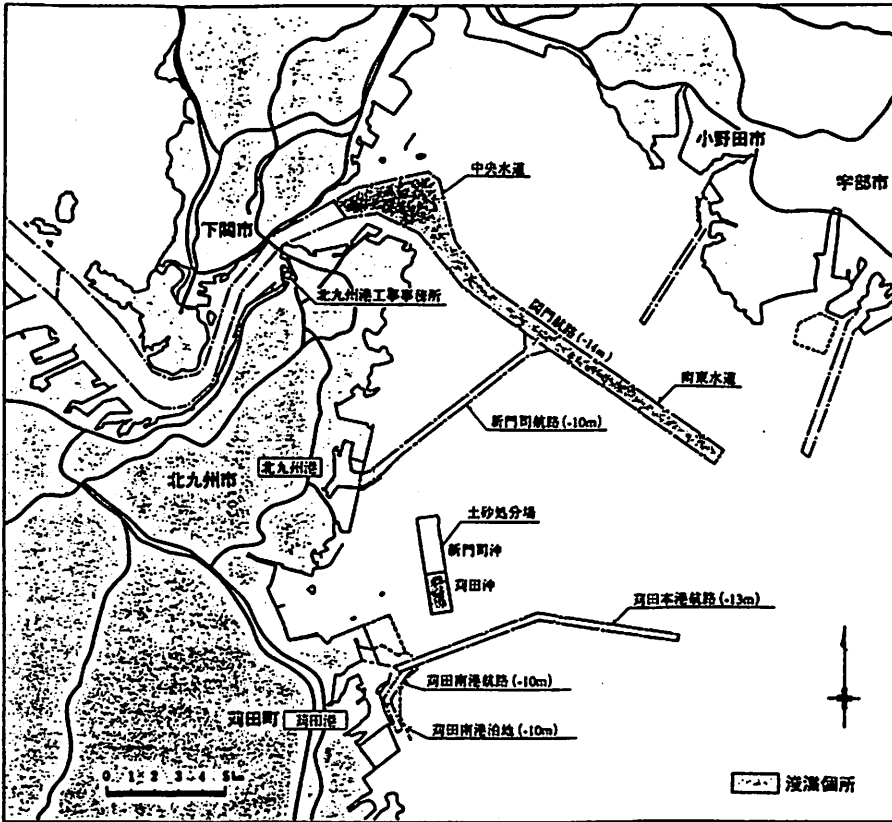 小野田市
中央水道
宇部市
下関市
北九州港工事事務所
関門航路(-14m)
南東水道
新門司航路(-10m)
北九州港
北九州市
土砂処分場
新門司沖
苅田沖
苅田本港航路(-13m)
苅田南港航路(-10m)
苅田町
苅田港
苅田南港泊地(-10m)
0 1 2 3 4 5km
浚渫個所